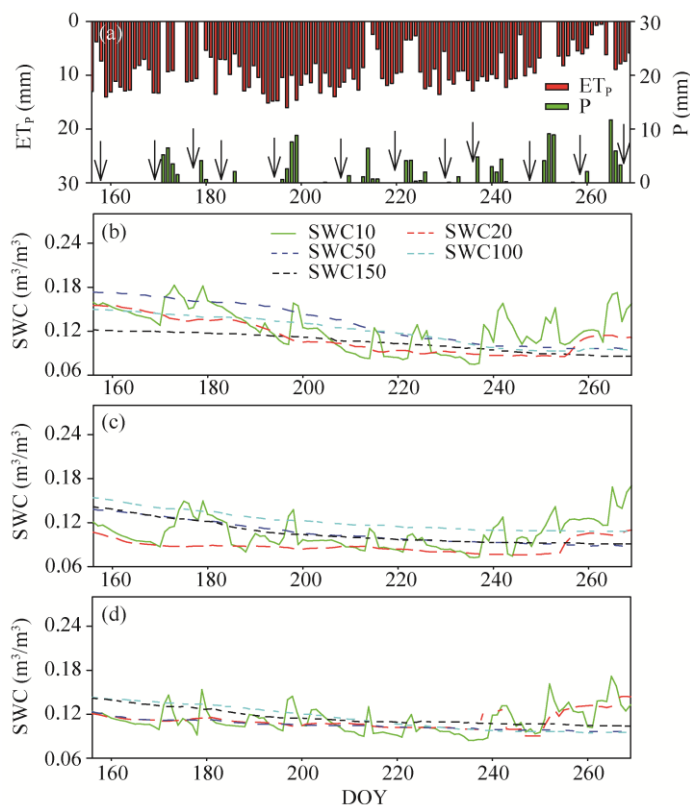 (a)
0
10
20
30
ETP (mm)
30
20
10
0
P (mm)
ETP
P
160 180 200 220 240 260
(b)
SWC10 SWC20
SWC50 SWC100
SWC150
0.24
0.18
0.12
0.06
SWC (m³/m³)
160 180 200 220 240 260
(c)
0.24
0.18
0.12
0.06
SWC (m³/m³)
160 180 200 220 240 260
(d)
0.24
0.18
0.12
0.06
SWC (m³/m³)
160 180 200 220 240 260
DOY